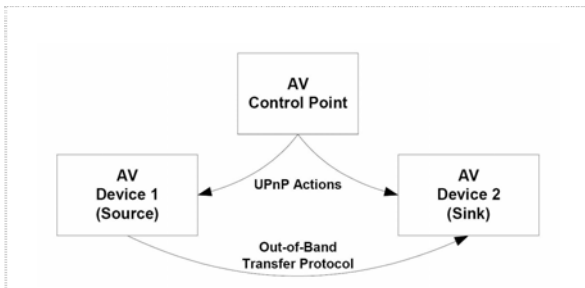 AV
Control Point
AV
Device 1
(Source)
UPnP Actions
AV
Device 2
(Sink)
Out-of-Band
Transfer Protocol